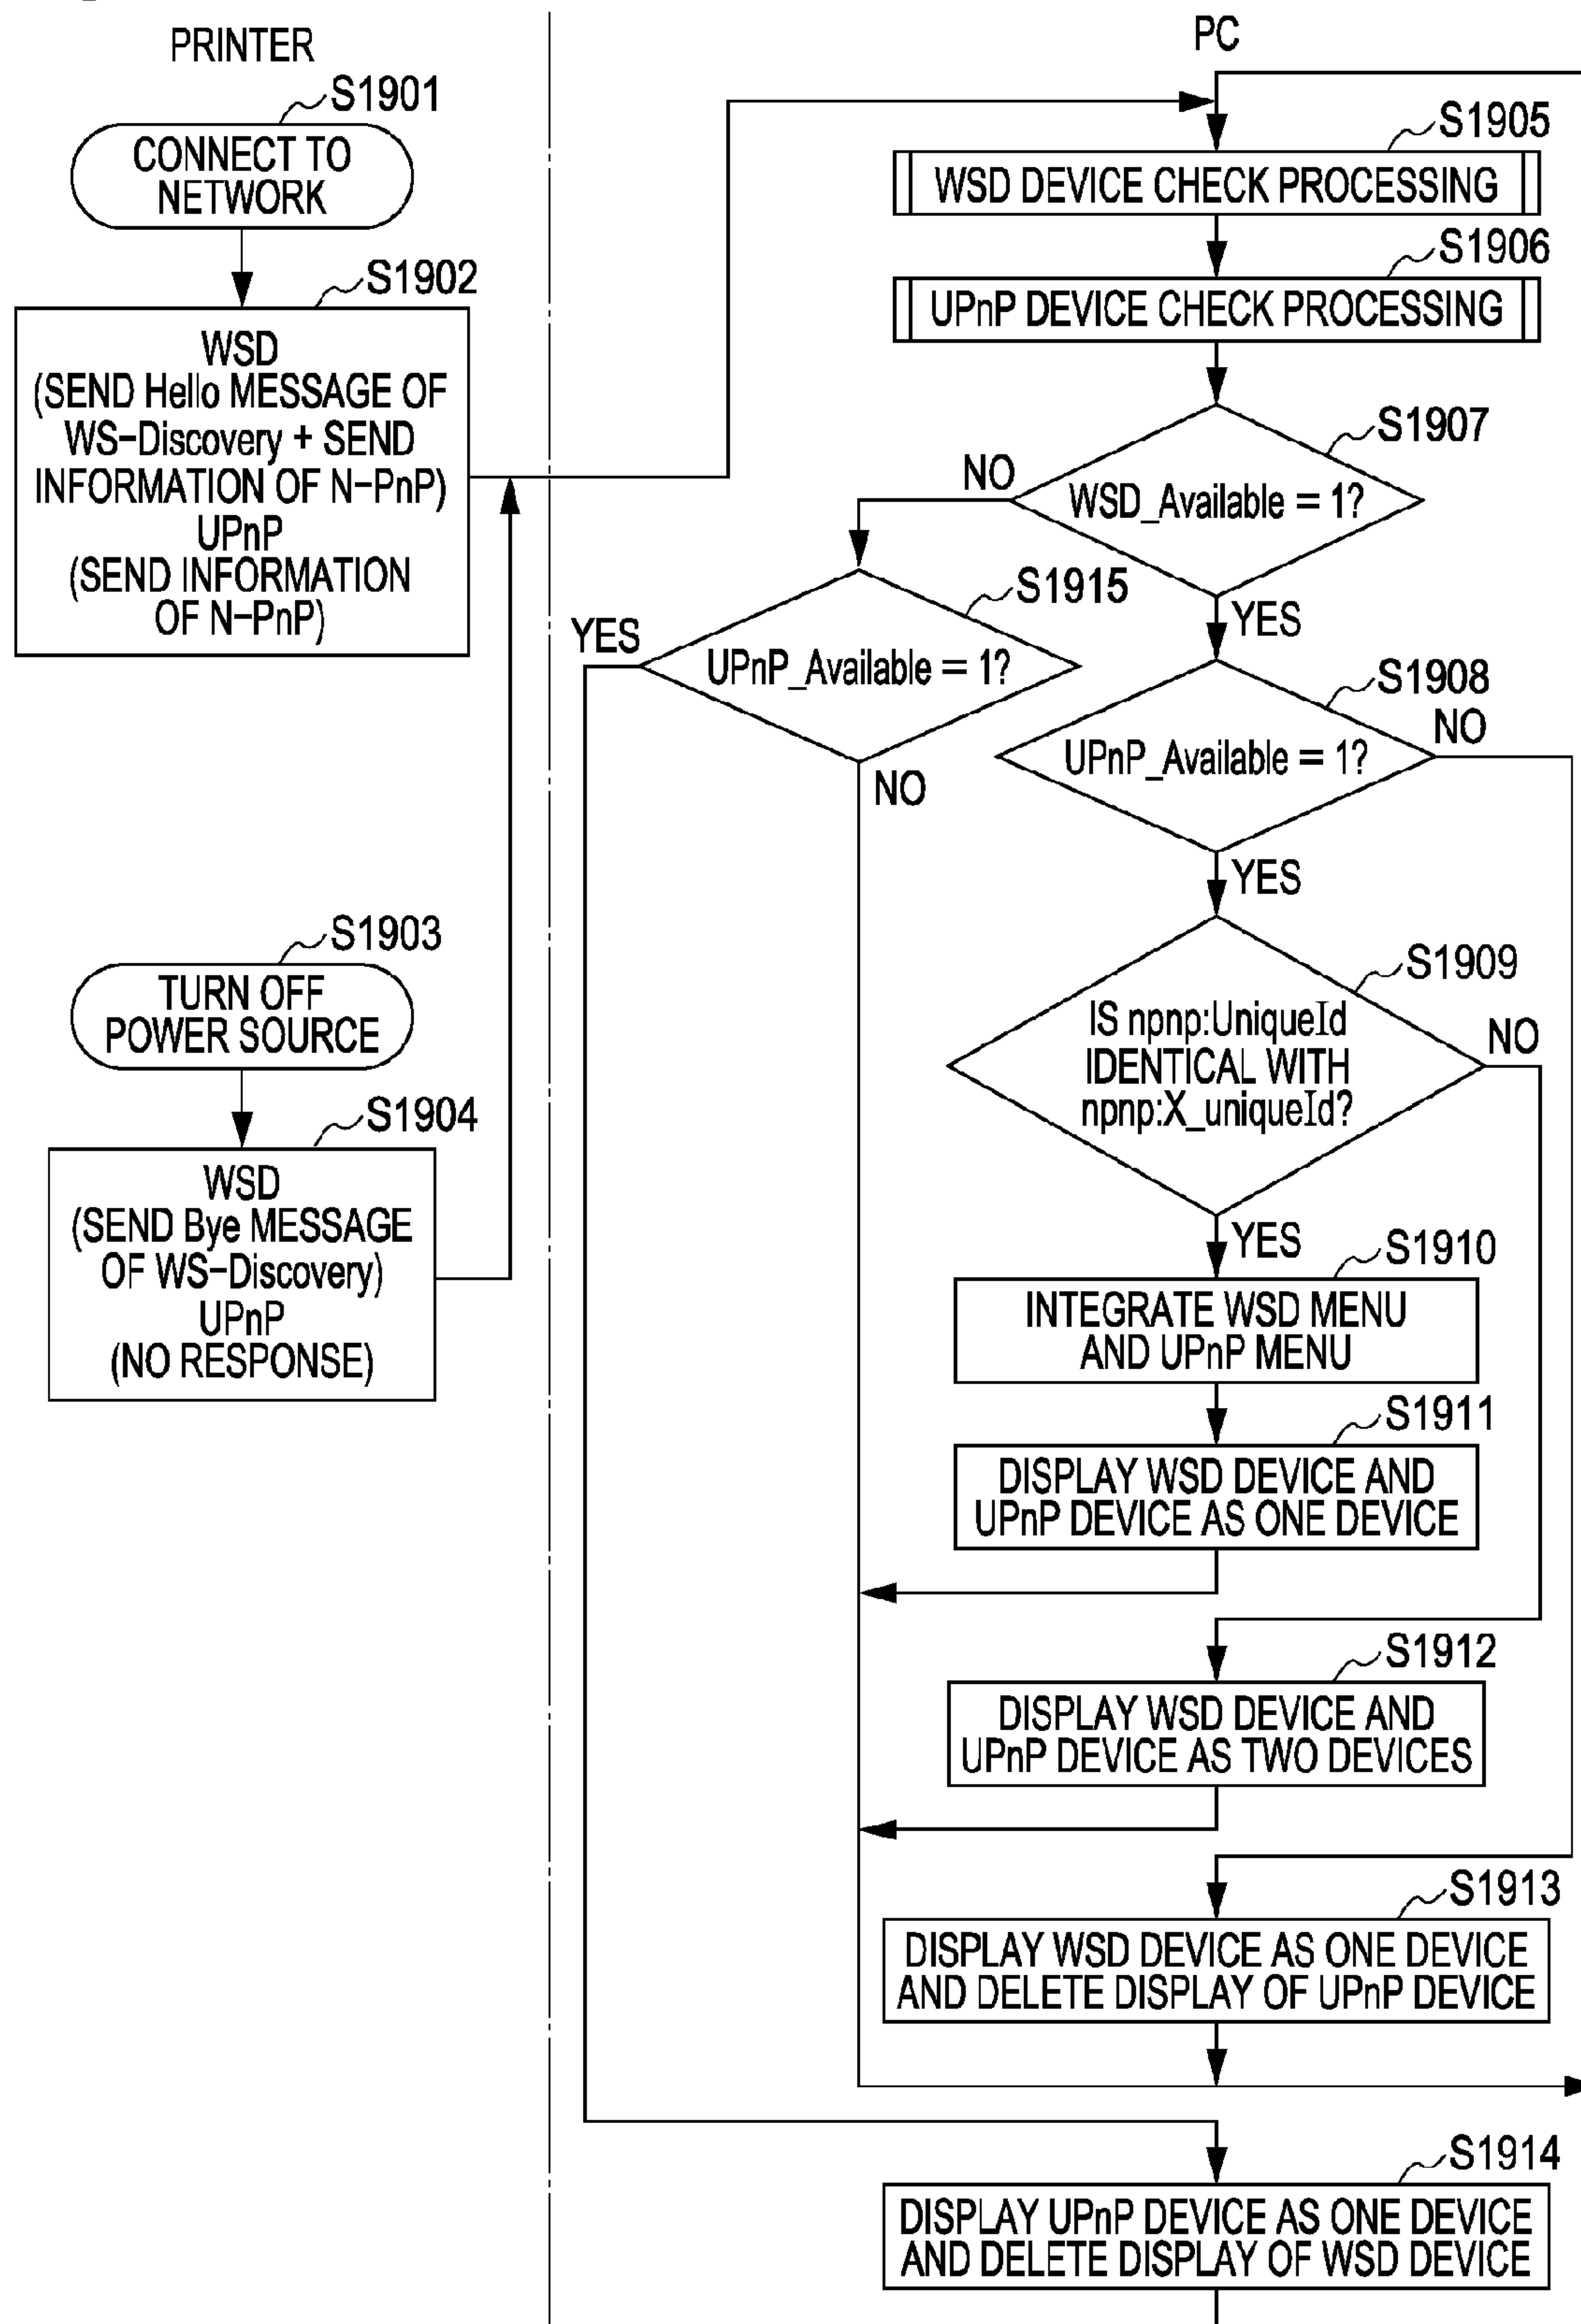 PRINTER
S1901
CONNECT TO
NETWORK
S1902
WSD
(SEND Hello MESSAGE OF
WS-Discovery + SEND
INFORMATION OF N-PnP)
UPnP
(SEND INFORMATION
OF N-PnP)
S1903
TURN OFF
POWER SOURCE
S1904
WSD
(SEND Bye MESSAGE
OF WS-Discovery)
UPnP
(NO RESPONSE)
PC
S1905
WSD DEVICE CHECK PROCESSING
S1906
UPnP DEVICE CHECK PROCESSING
S1907
NO
WSD_Available = 1?
YES
S1915
YES
UPnP_Available = 1?
NO
S1908
NO
UPnP_Available = 1?
YES
S1909
IS npnp:UniqueId
IDENTICAL WITH
npnp:X_uniqueId?
NO
YES
S1910
INTEGRATE WSD MENU
AND UPnP MENU
S1911
DISPLAY WSD DEVICE AND
UPnP DEVICE AS ONE DEVICE
S1912
DISPLAY WSD DEVICE AND
UPnP DEVICE AS TWO DEVICES
S1913
DISPLAY WSD DEVICE AS ONE DEVICE
AND DELETE DISPLAY OF UPnP DEVICE
S1914
DISPLAY UPnP DEVICE AS ONE DEVICE
AND DELETE DISPLAY OF WSD DEVICE